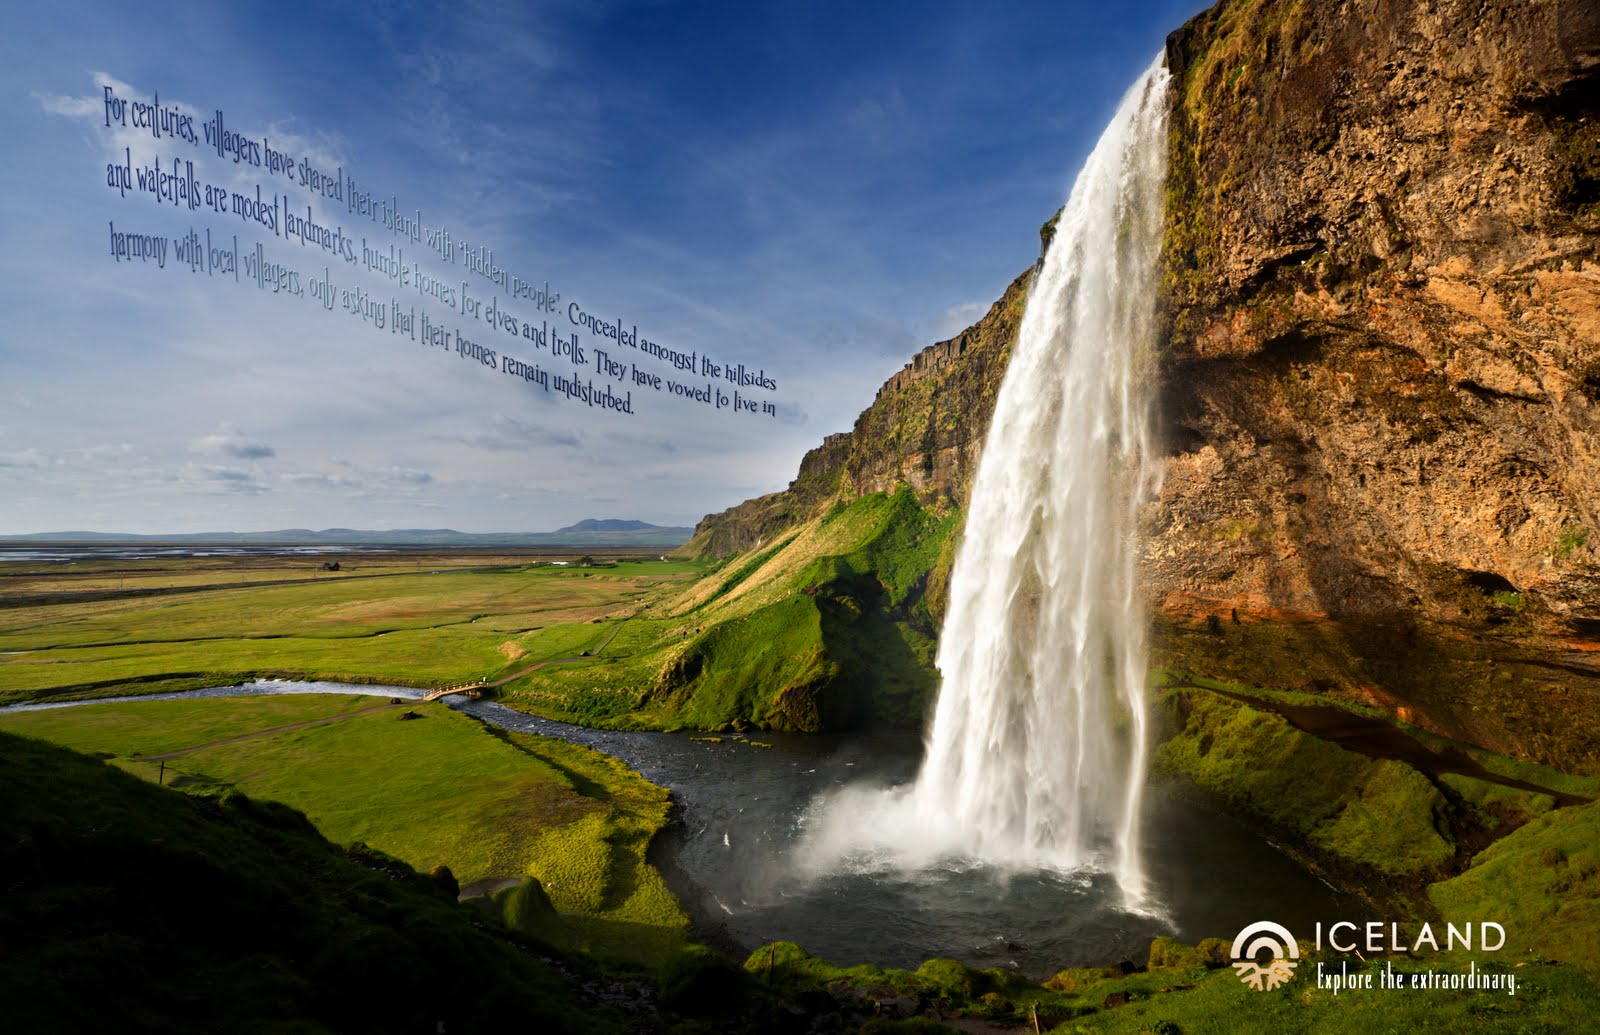 For centuries, villagers have shared their island with 'hidden people'. Concealed amongst the hillsides
and waterfalls are modest landmarks, humble homes for elves and trolls. They have vowed to live in
harmony with local villagers, only asking that their homes remain undisturbed.
ICELAND
Explore the extraordinary.